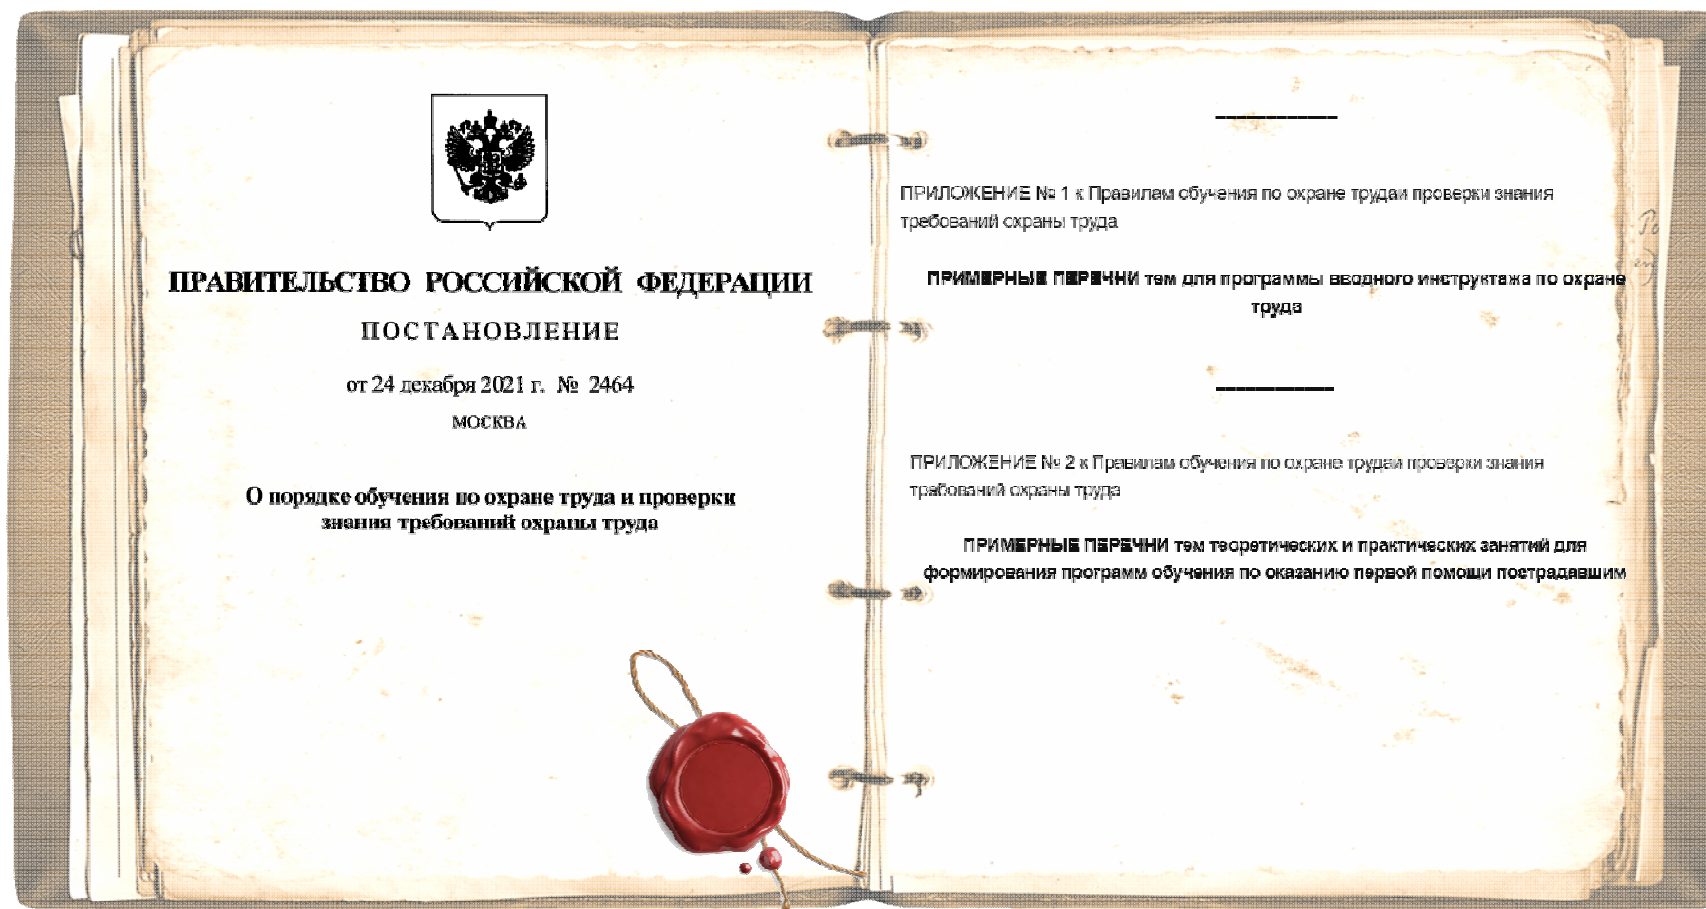 ПРАВИТЕЛЬСТВО РОССИЙСКОЙ ФЕДЕРАЦИИ
ПОСТАНОВЛЕНИЕ
от 24 декабря 2021 г. № 2464
МОСКВА
О порядке обучения по охране труда и проверки
знания требований охраны труда
ПРИЛОЖЕНИЕ № 1 к Правилам обучения по охране трудаи проверки знания
требований охраны труда
ПРИМЕРНЫЕ ПЕРЕЧНИ тем для программы вводного инструктажа по охране
труда
ПРИЛОЖЕНИЕ № 2 к Правилам обучения по охране трудаи проверки знания
требований охраны труда
ПРИМЕРНЫЕ ПЕРЕЧНИ тем теоретических и практических занятий для
формирования программ обучения по оказанию первой помощи пострадавшим